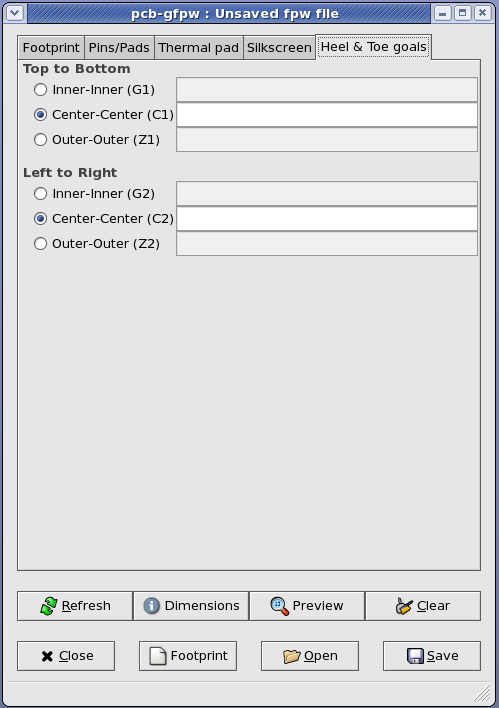 pcb-gfpw : Unsaved fpw file
Footprint Pins/Pads Thermal pad Silkscreen Heel & Toe goals
Top to Bottom
Inner-Inner (G1)
Center-Center (C1)
Outer-Outer (Z1)
Left to Right
Inner-Inner (G2)
Center-Center (C2)
Outer-Outer (Z2)
Refresh Dimensions Preview Clear
Close Footprint Open Save